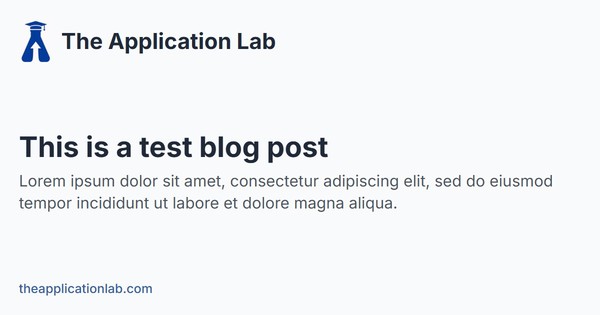 The Application Lab
This is a test blog post
Lorem ipsum dolor sit amet, consectetur adipiscing elit, sed do eiusmod
tempor incididunt ut labore et dolore magna aliqua.
theapplicationlab.com